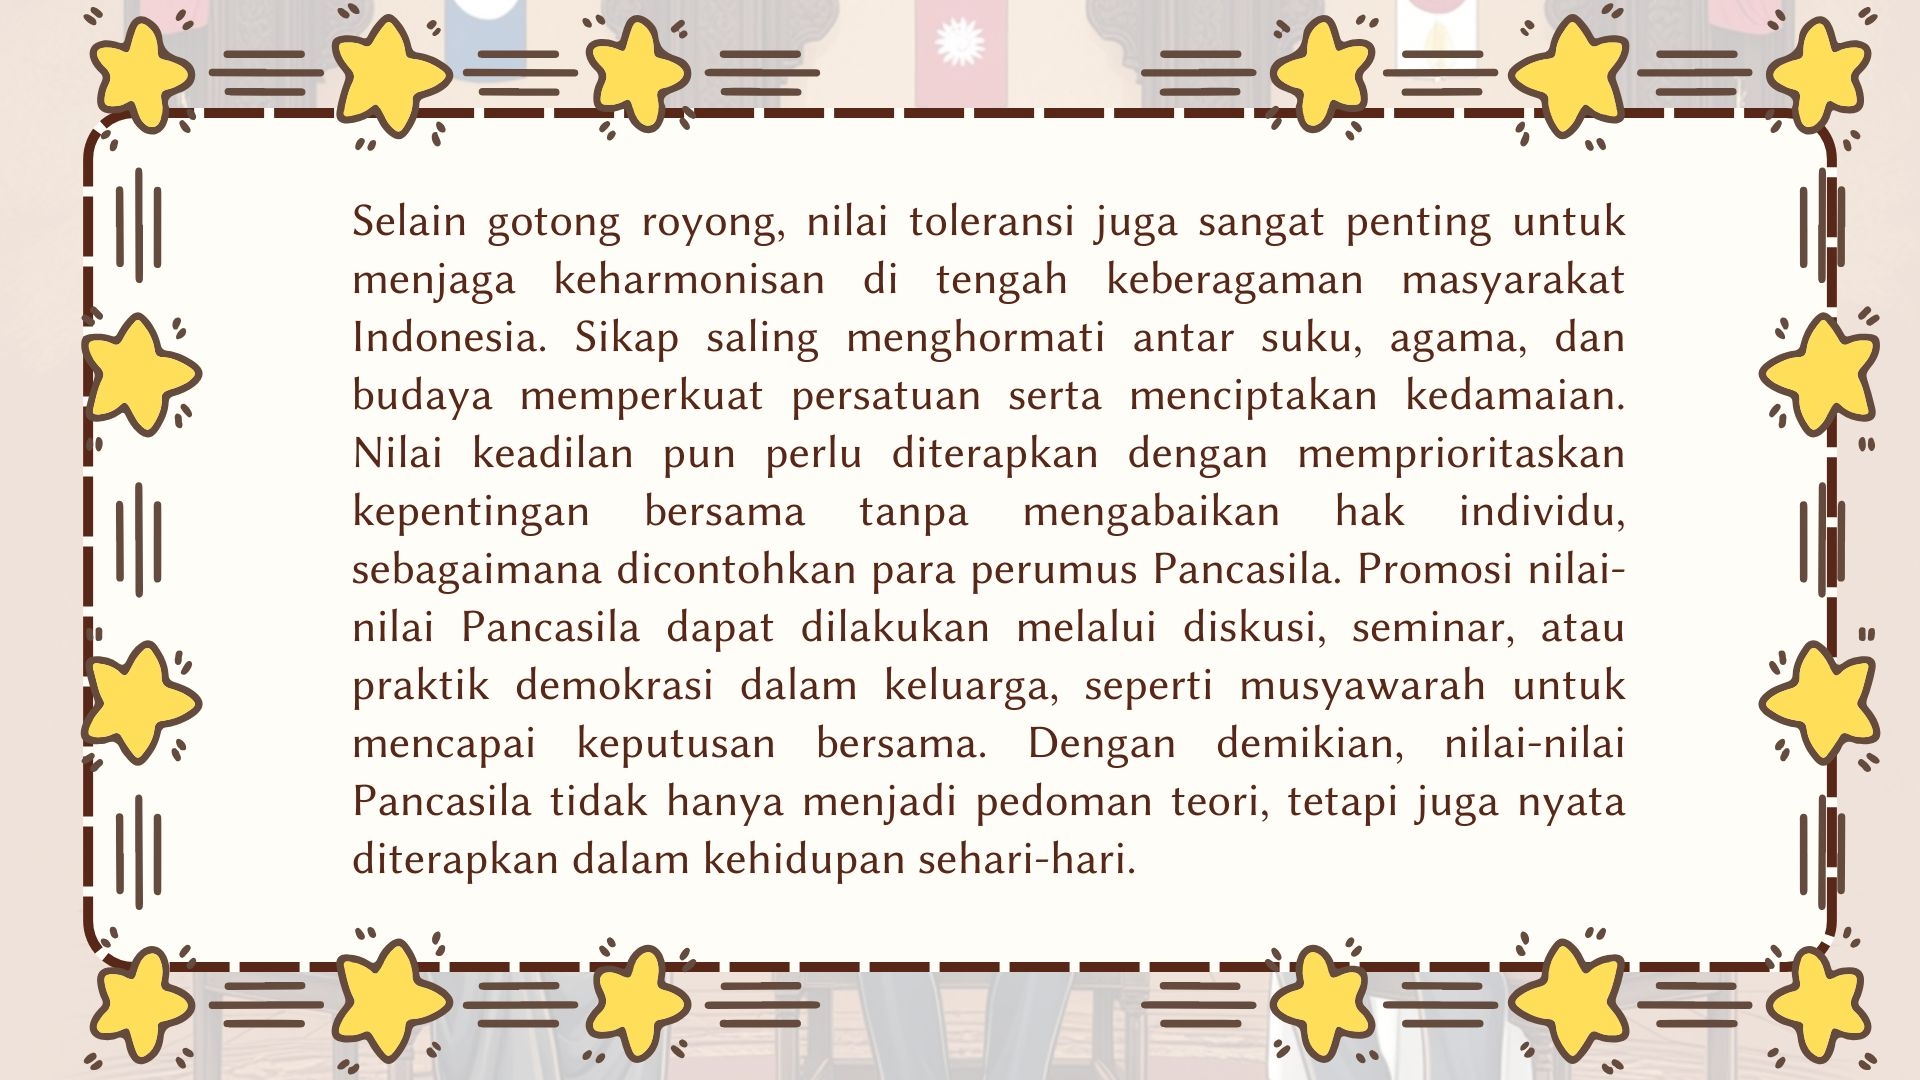 Selain gotong royong, nilai toleransi juga sangat penting untuk
menjaga keharmonisan di tengah keberagaman masyarakat
Indonesia. Sikap saling menghormati antar suku, agama, dan
budaya memperkuat persatuan serta menciptakan kedamaian.
Nilai keadilan pun perlu diterapkan dengan memprioritaskan
kepentingan bersama tanpa mengabaikan hak individu,
sebagaimana dicontohkan para perumus Pancasila. Promosi nilai-
nilai Pancasila dapat dilakukan melalui diskusi, seminar, atau
praktik demokrasi dalam keluarga, seperti musyawarah untuk
mencapai keputusan bersama. Dengan demikian, nilai-nilai
Pancasila tidak hanya menjadi pedoman teori, tetapi juga nyata
diterapkan dalam kehidupan sehari-hari.